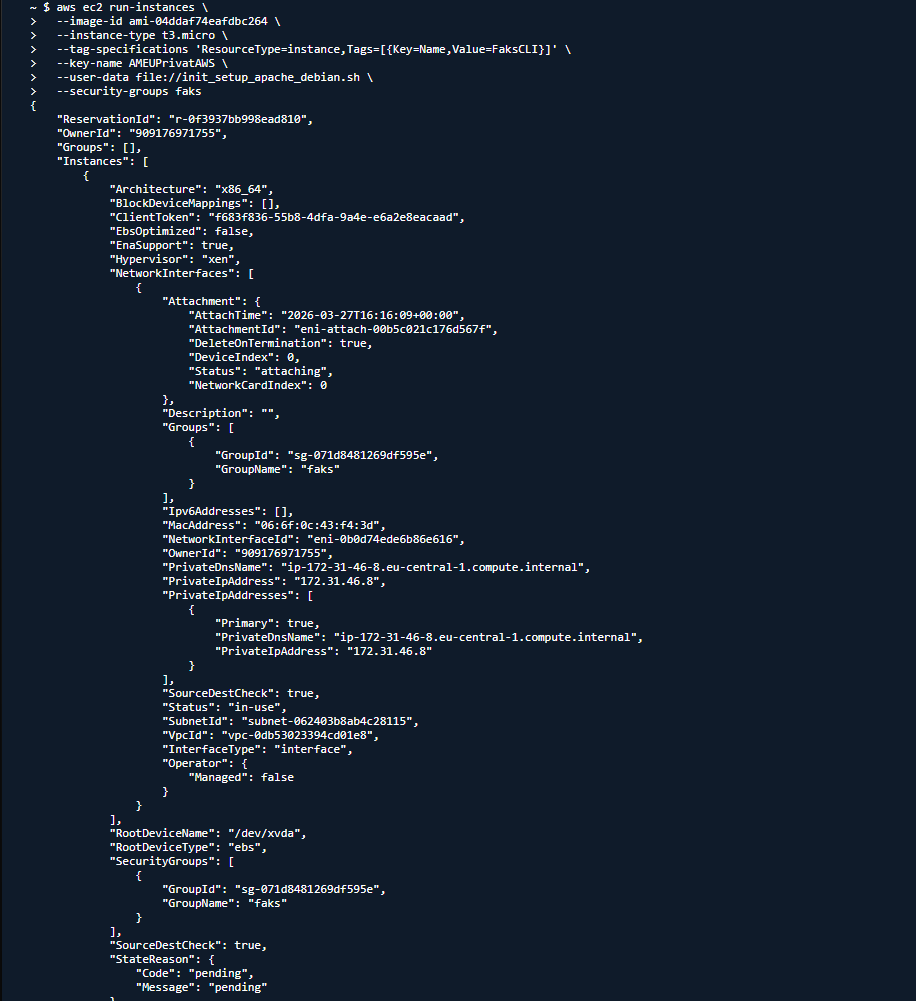 ~ $ aws ec2 run-instances \
>   --image-id ami-04ddaf74eafdbc264 \
>   --instance-type t3.micro \
>   --tag-specifications 'ResourceType=instance,Tags=[{Key=Name,Value=FaksCLI}]' \
>   --key-name AMEUPrivatAWS \
>   --user-data file://init_setup_apache_debian.sh \
>   --security-groups faks
{
    "ReservationId": "r-0f3937bb998ead810",
    "OwnerId": "909176971755",
    "Groups": [],
    "Instances": [
        {
            "Architecture": "x86_64",
            "BlockDeviceMappings": [],
            "ClientToken": "f683f836-55b8-4dfa-9a4e-e6a2e8eacaad",
            "EbsOptimized": false,
            "EnaSupport": true,
            "Hypervisor": "xen",
            "NetworkInterfaces": [
                {
                    "Attachment": {
                        "AttachTime": "2026-03-27T16:16:09+00:00",
                        "AttachmentId": "eni-attach-00b5c021c176d567f",
                        "DeleteOnTermination": true,
                        "DeviceIndex": 0,
                        "Status": "attaching",
                        "NetworkCardIndex": 0
                    },
                    "Description": "",
                    "Groups": [
                        {
                            "GroupId": "sg-071d8481269df595e",
                            "GroupName": "faks"
                        }
                    ],
                    "Ipv6Addresses": [],
                    "MacAddress": "06:6f:0c:43:f4:3d",
                    "NetworkInterfaceId": "eni-0b0d74ede6b86e616",
                    "OwnerId": "909176971755",
                    "PrivateDnsName": "ip-172-31-46-8.eu-central-1.compute.internal",
                    "PrivateIpAddress": "172.31.46.8",
                    "PrivateIpAddresses": [
                        {
                            "Primary": true,
                            "PrivateDnsName": "ip-172-31-46-8.eu-central-1.compute.internal",
                            "PrivateIpAddress": "172.31.46.8"
                        }
                    ],
                    "SourceDestCheck": true,
                    "Status": "in-use",
                    "SubnetId": "subnet-062403b8ab4c28115",
                    "VpcId": "vpc-0db53023394cd01e8",
                    "InterfaceType": "interface",
                    "Operator": {
                        "Managed": false
                    }
                }
            ],
            "RootDeviceName": "/dev/xvda",
            "RootDeviceType": "ebs",
            "SecurityGroups": [
                {
                    "GroupId": "sg-071d8481269df595e",
                    "GroupName": "faks"
                }
            ],
            "SourceDestCheck": true,
            "StateReason": {
                "Code": "pending",
                "Message": "pending"